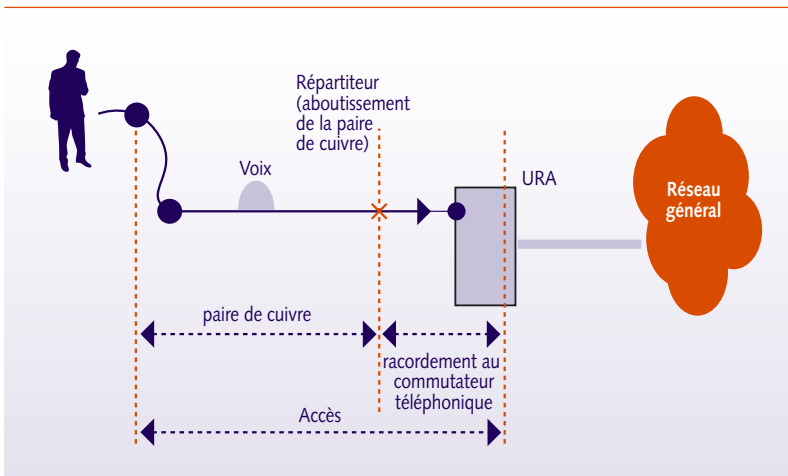 Répartiteur
(aboutissement
de la paire
de cuivre)
Voix
URA
Réseau
général
paire de cuivre
racordement au
commutateur
téléphonique
Accès